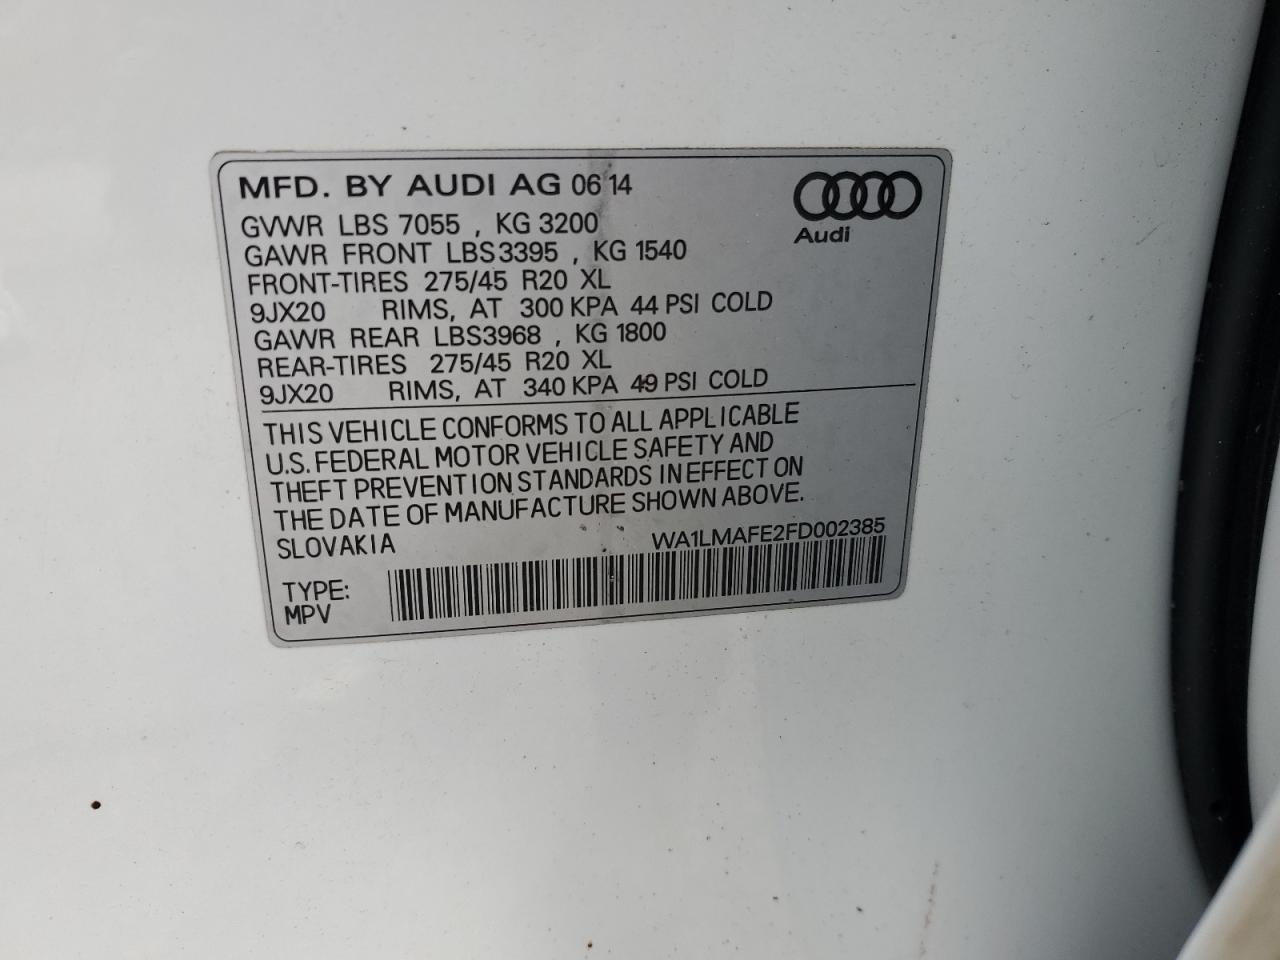 MFD. BY AUDI AG 06 14
Audi
GVWR LBS 7055 , KG 3200
GAWR FRONT LBS3395 , KG 1540
FRONT-TIRES 275/45 R20 XL
9JX20 RIMS, AT 300 KPA 44 PSI COLD
GAWR REAR LBS3968 , KG 1800
REAR-TIRES 275/45 R20 XL
9JX20 RIMS, AT 340 KPA 49 PSI COLD
THIS VEHICLE CONFORMS TO ALL APPLICABLE
U.S. FEDERAL MOTOR VEHICLE SAFETY AND
THEFT PREVENTION STANDARDS IN EFFECT ON
THE DATE OF MANUFACTURE SHOWN ABOVE.
SLOVAKIA WA1LMAFE2FD002385
TYPE:
MPV